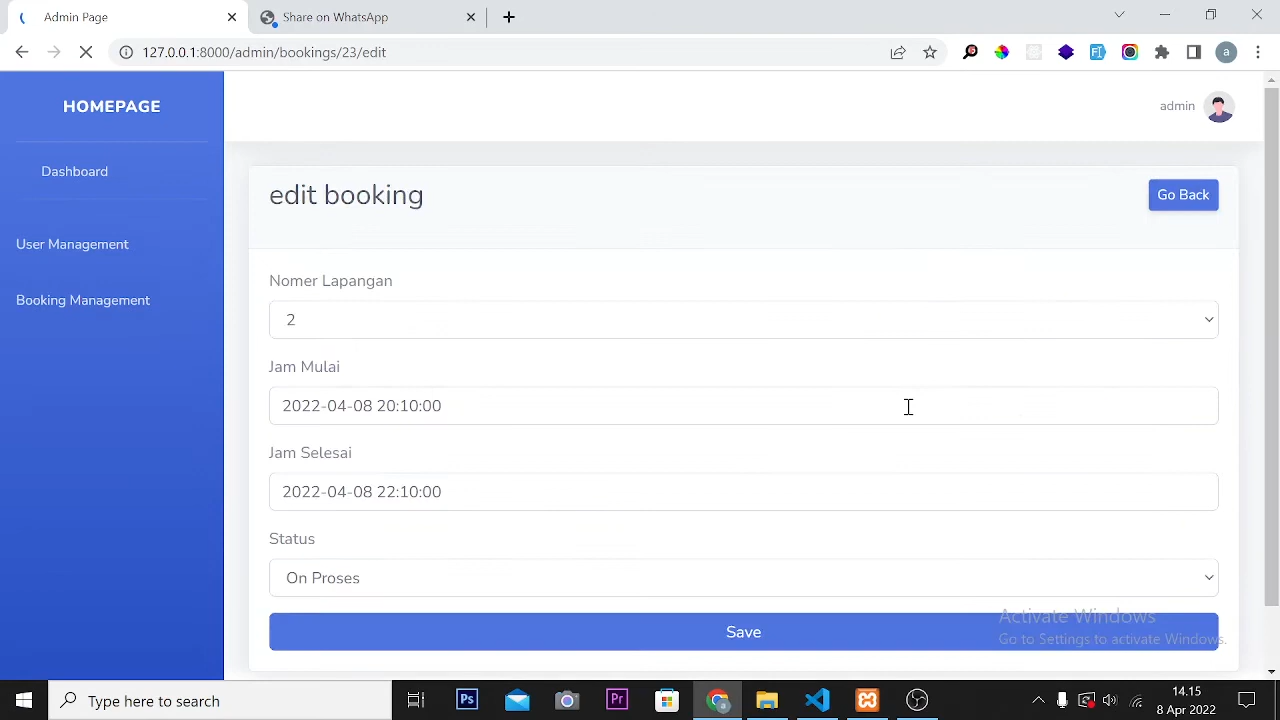 Admin Page
Share on WhatsApp
127.0.0.1:8000/admin/bookings/23/edit
a
HOMEPAGE
admin
Dashboard
edit booking
Go Back
User Management
Nomer Lapangan
Booking Management
2
Jam Mulai
2022-04-08 20:10:00
Jam Selesai
2022-04-08 22:10:00
Status
On Proses
Save
Activate Windows
Go to Settings to activate Windows.
Type here to search
Ps
Pr
14.15
8 Apr 2022